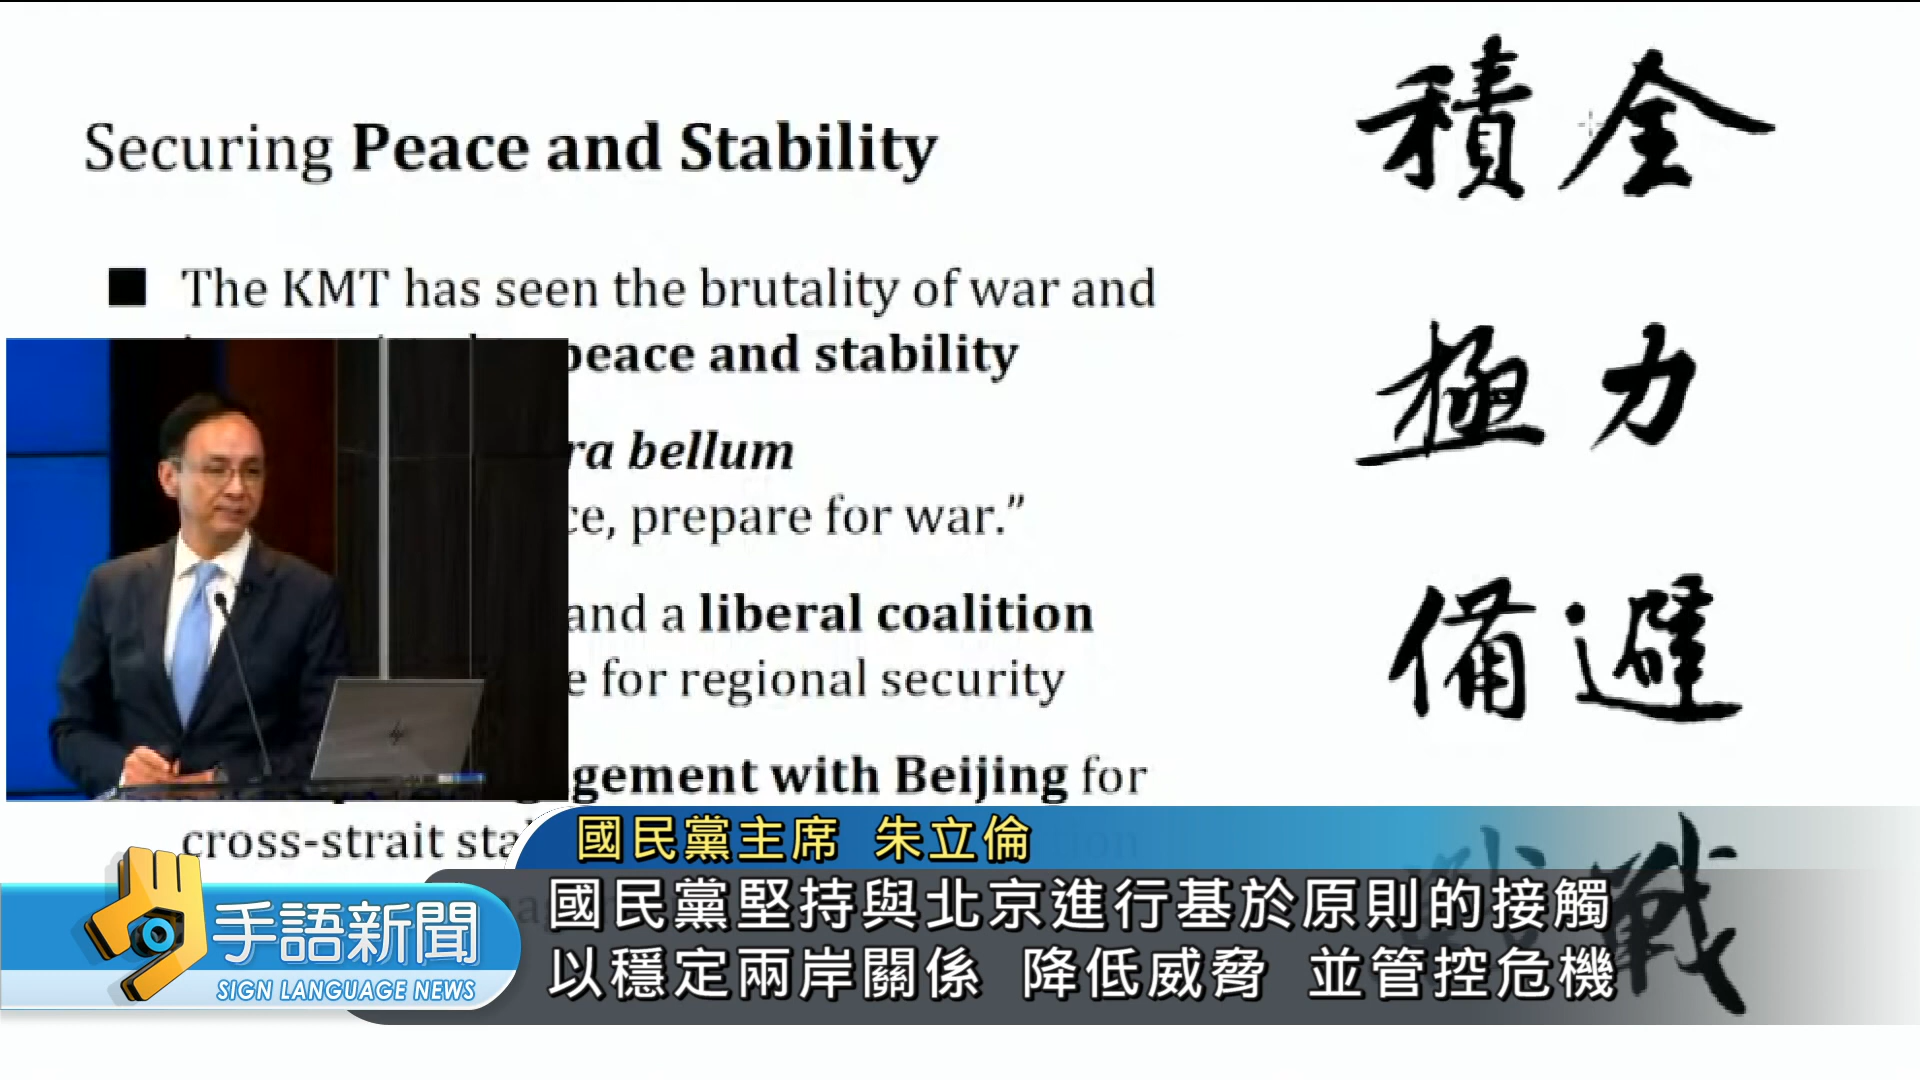 Securing Peace and Stability
■ The KMT has seen the brutality of war and
peace and stability
ra bellum
ce, prepare for war.”
and a liberal coalition
e for regional security
gement with Beijing for
cross-strait sta
全力避戰
積極備戰
國民黨主席 朱立倫
國民黨堅持與北京進行基於原則的接觸
以穩定兩岸關係 降低威脅 並管控危機
手語新聞
SIGN LANGUAGE NEWS